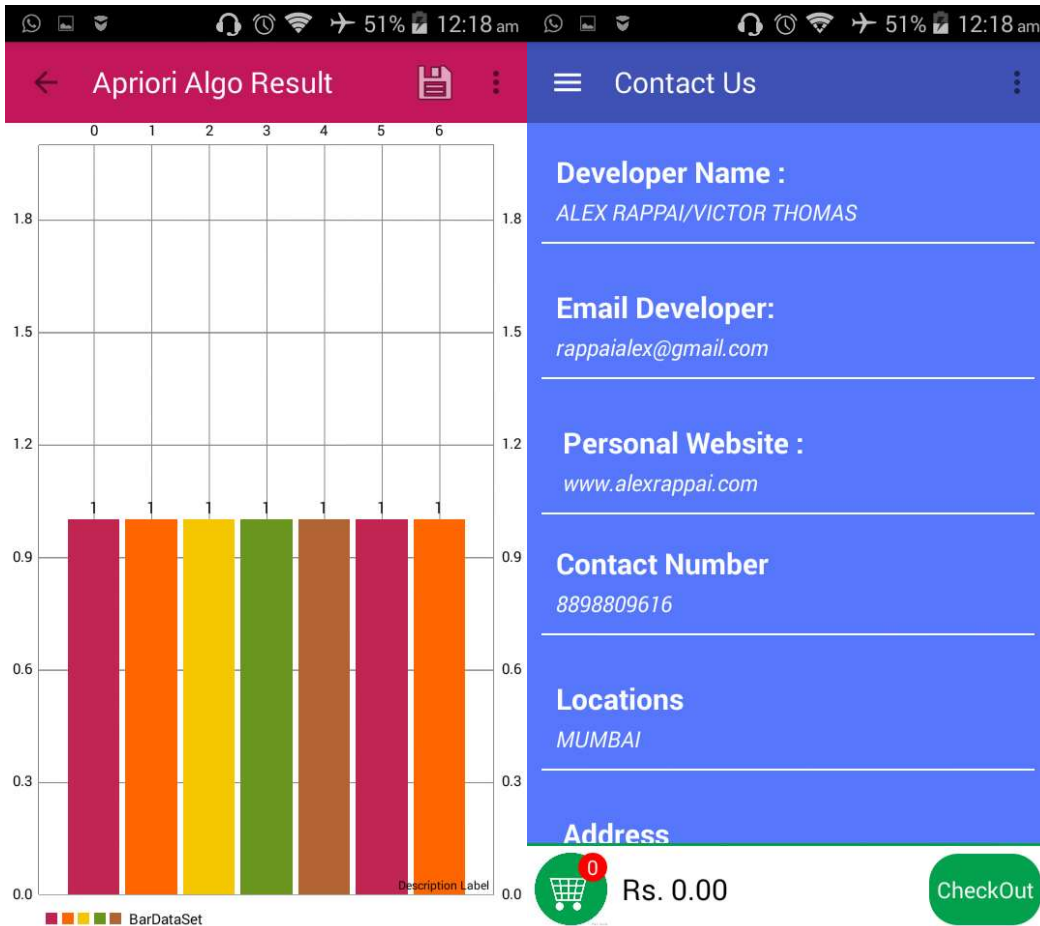 51% 12:18 am
Apriori Algo Result
0 1 2 3 4 5 6
1.8 1.8
1.5 1.5
1.2 1.2
1 1 1 1 1 1 1
0.9 0.9
0.6 0.6
0.3 0.3
Description Label
0.0 0.0
BarDataSet
51% 12:18 am
Contact Us
Developer Name :
ALEX RAPPAI/VICTOR THOMAS
Email Developer:
rappaialex@gmail.com
Personal Website :
www.alexrappai.com
Contact Number
8898809616
Locations
MUMBAI
Address
0
Rs. 0.00
CheckOut